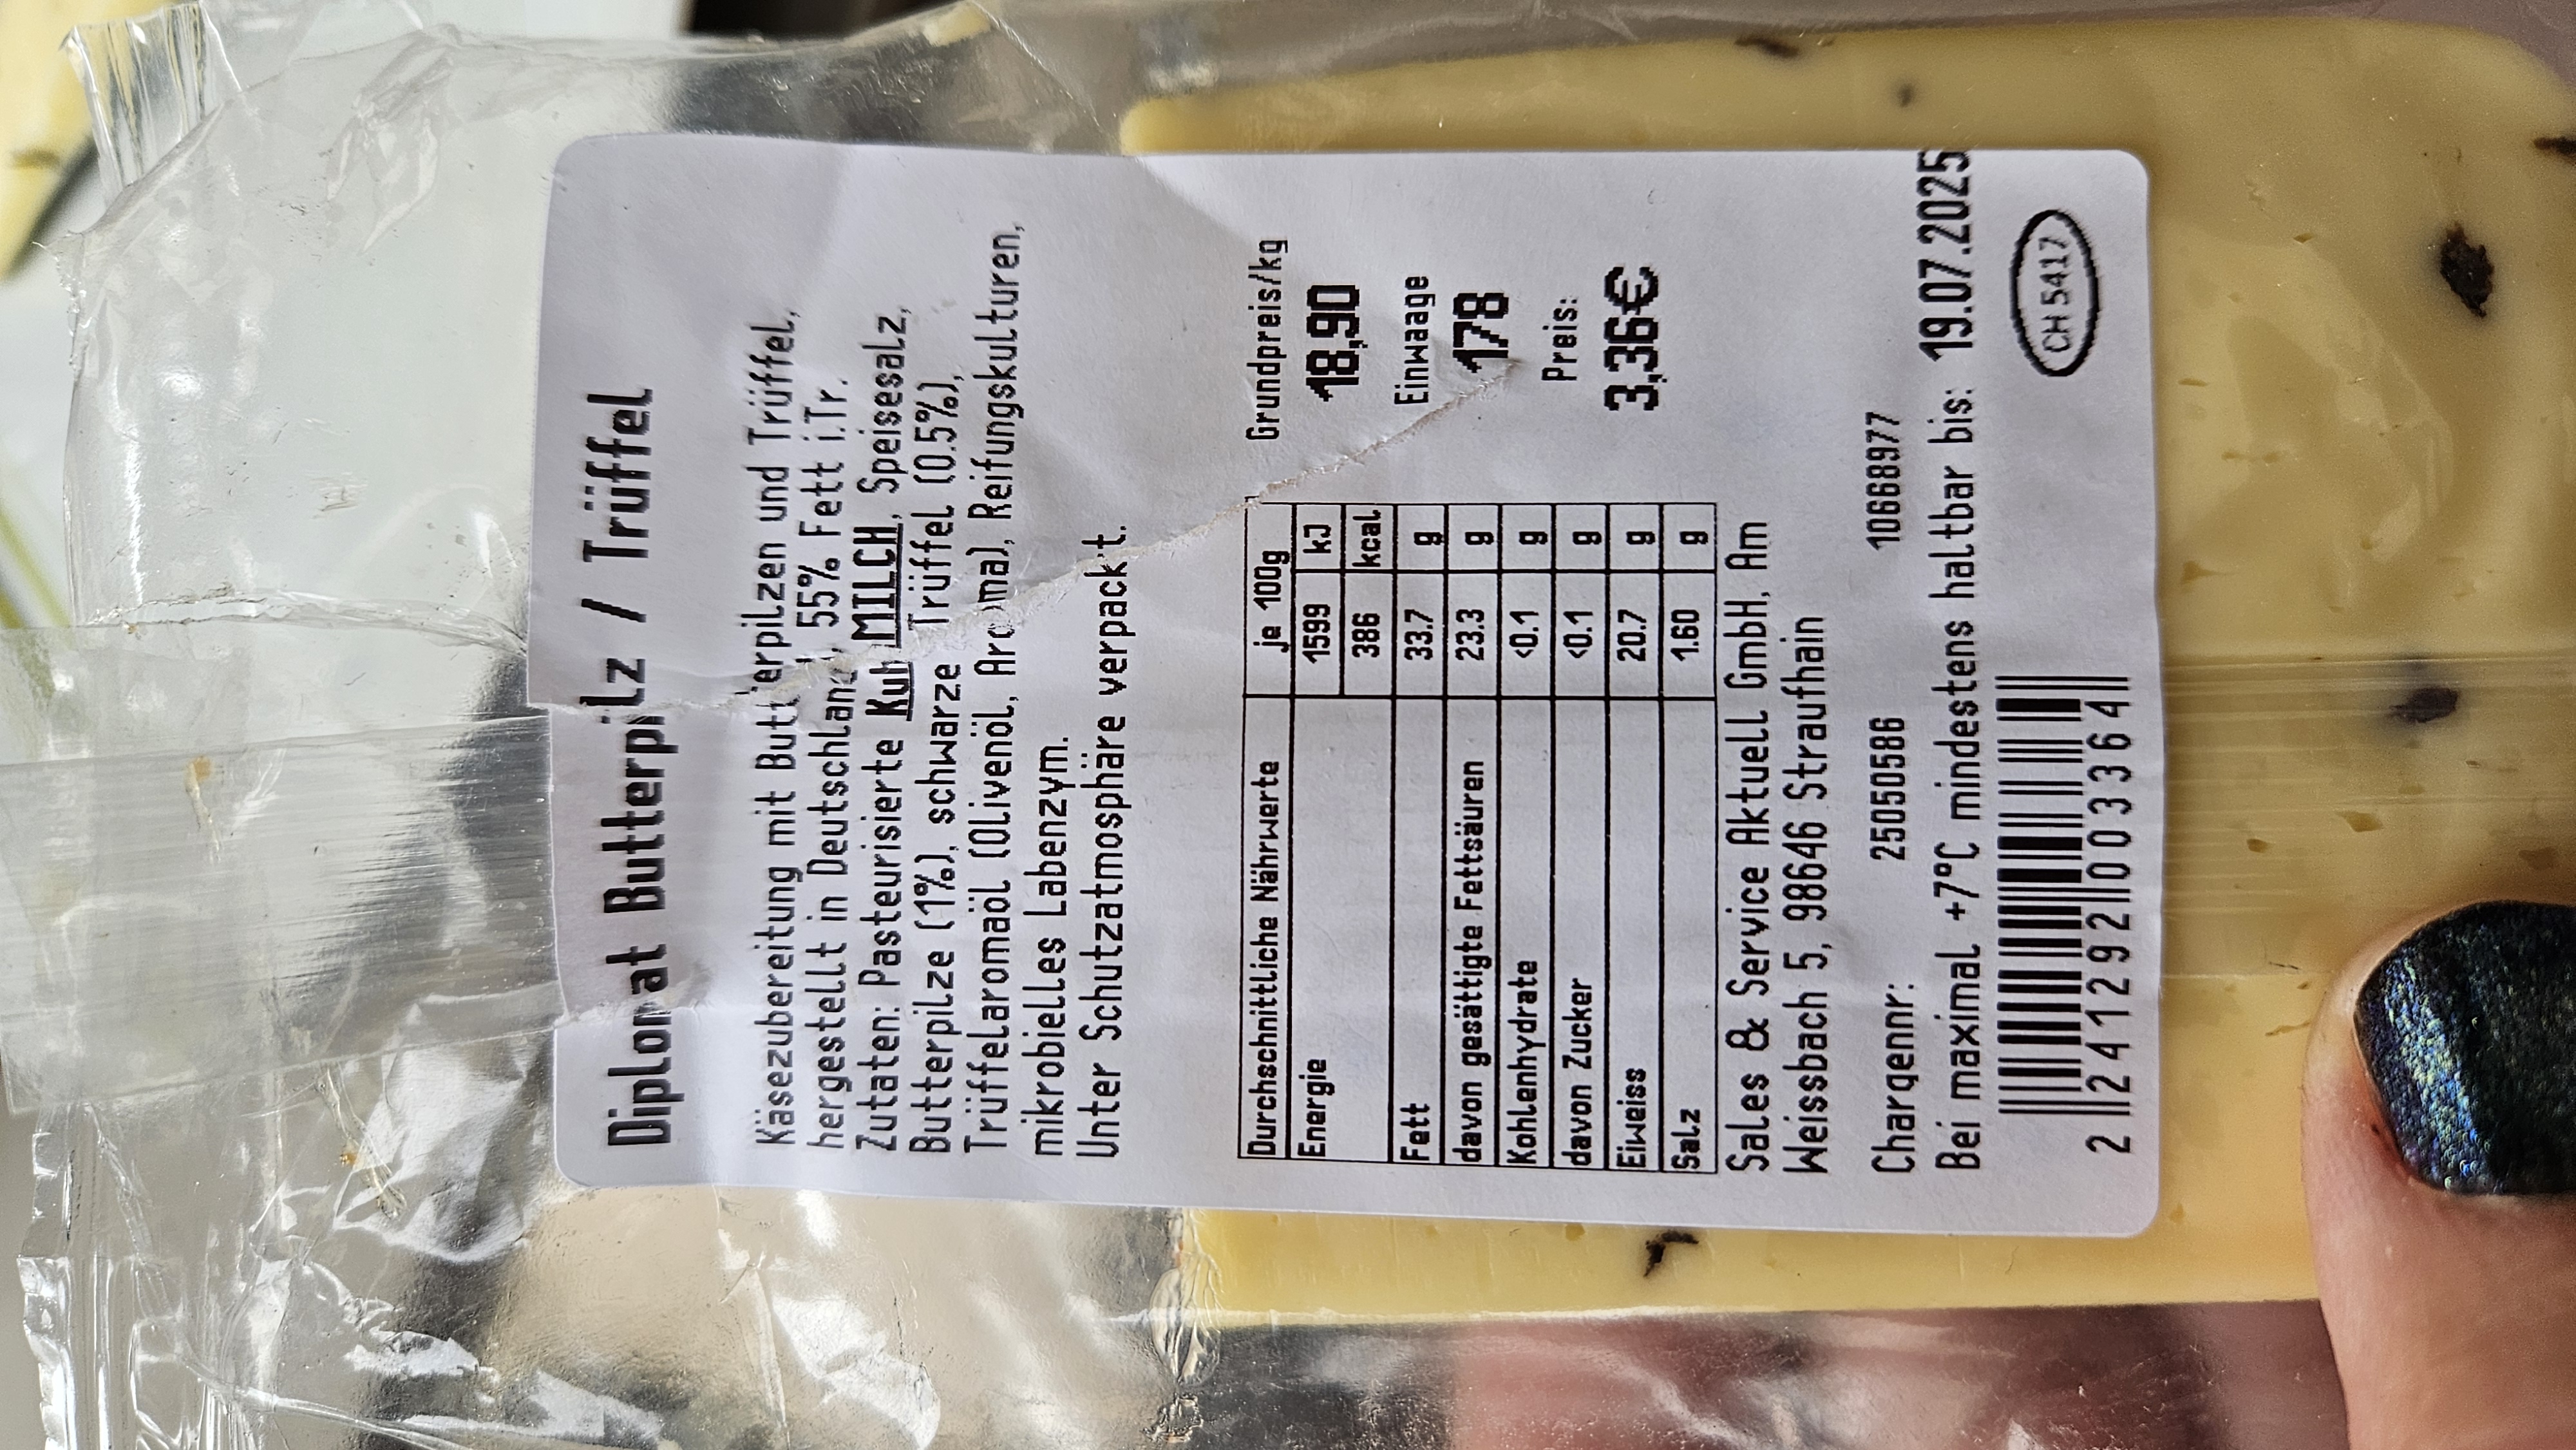 Diplomat Butterpilz / Trüffel
Käsezubereitung mit Butterpilzen und Trüffel,
hergestellt in Deutschland, 55% Fett i.Tr.
Zutaten: Pasteurisierte Kuh MILCH, Speisesalz,
Butterpilze (1%), schwarze Trüffel (0.5%),
Trüffelaromaöl (Olivenöl, Aroma), Reifungskulturen,
mikrobielles Labenzym.
Unter Schutzatmosphäre verpackt.
Durchschnittliche Nährwerte je 100g
Energie 1599 kJ
386 kcal
Fett 33.7 g
davon gesättigte Fettsäuren 23.3 g
Kohlenhydrate <0.1 g
davon Zucker <0.1 g
Eiweiss 20.7 g
Salz 1.60 g
Grundpreis/kg
18,90
Einwaage
178
Preis:
3,36€
Sales & Service Aktuell GmbH, Am
Weissbach 5, 98646 Straufhain
Chargennr: 25050586 10668977
Bei maximal +7°C mindestens haltbar bis: 19.07.2025
2 241292 003364
CH 5417